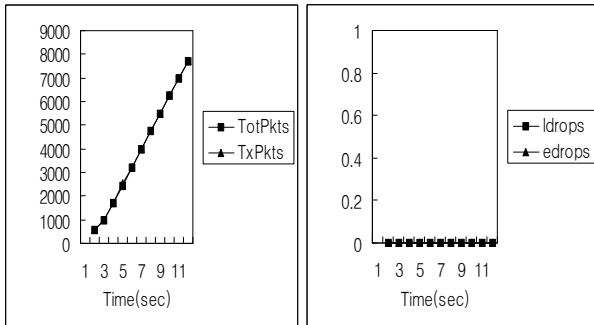 9000
8000
7000
6000
5000
4000
3000
2000
1000
0
1 3 5 7 9 11
Time(sec)
TotPkts
TxPkts
1
0.8
0.6
0.4
0.2
0
1 3 5 7 9 11
Time(sec)
ldrops
edrops